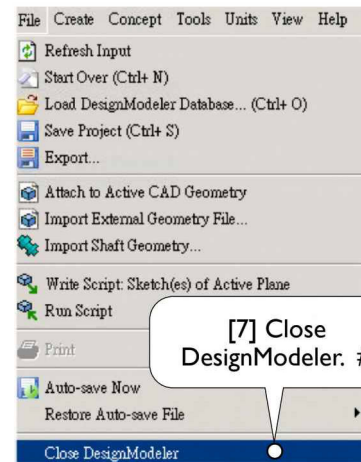 File Create Concept Tools Units View Help
Refresh Input
Start Over (Ctrl+ N)
Load DesignModeler Database... (Ctrl+ O)
Save Project (Ctrl+ S)
Export...
Attach to Active CAD Geometry
Import External Geometry File...
Import Shaft Geometry...
Write Script: Sketch(es) of Active Plane
Run Script
[7] Close
DesignModeler. #
Print
Auto-save Now
Restore Auto-save File
Close DesignModeler